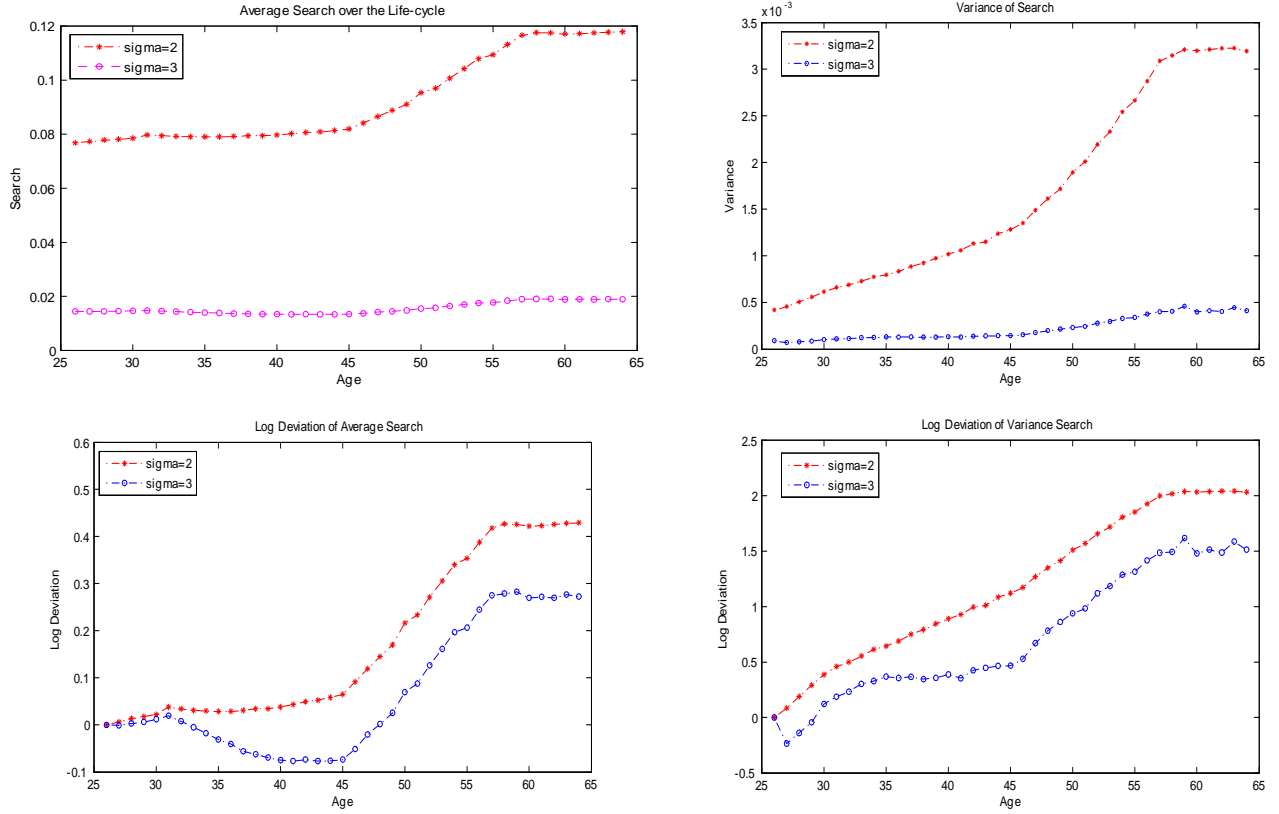 Average Search over the Life-cycle
0.12
0.1
0.08
0.06
0.04
0.02
0
Search
sigma=2
sigma=3
25 30 35 40 45 50 55 60 65
Age
Variance of Search
x 10^-3
3.5
3
2.5
2
1.5
1
0.5
0
Variance
sigma=2
sigma=3
25 30 35 40 45 50 55 60 65
Age
Log Deviation of Average Search
0.6
0.5
0.4
0.3
0.2
0.1
0
-0.1
Log Deviation
sigma=2
sigma=3
25 30 35 40 45 50 55 60 65
Age
Log Deviation of Variance Search
2.5
2
1.5
1
0.5
0
-0.5
Log Deviation
sigma=2
sigma=3
25 30 35 40 45 50 55 60 65
Age